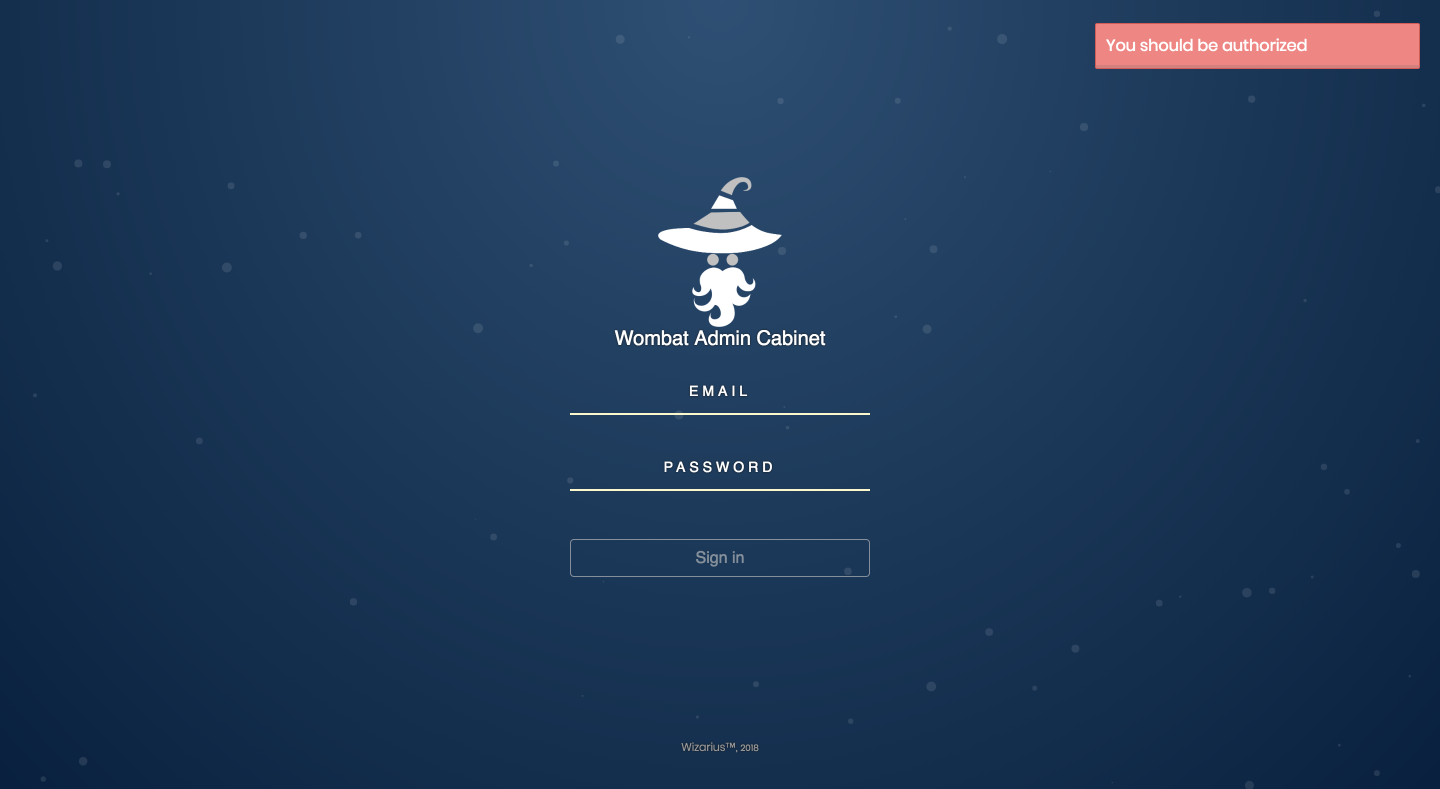 You should be authorized
Wombat Admin Cabinet
EMAIL
PASSWORD
Sign in
Wizarius™, 2018